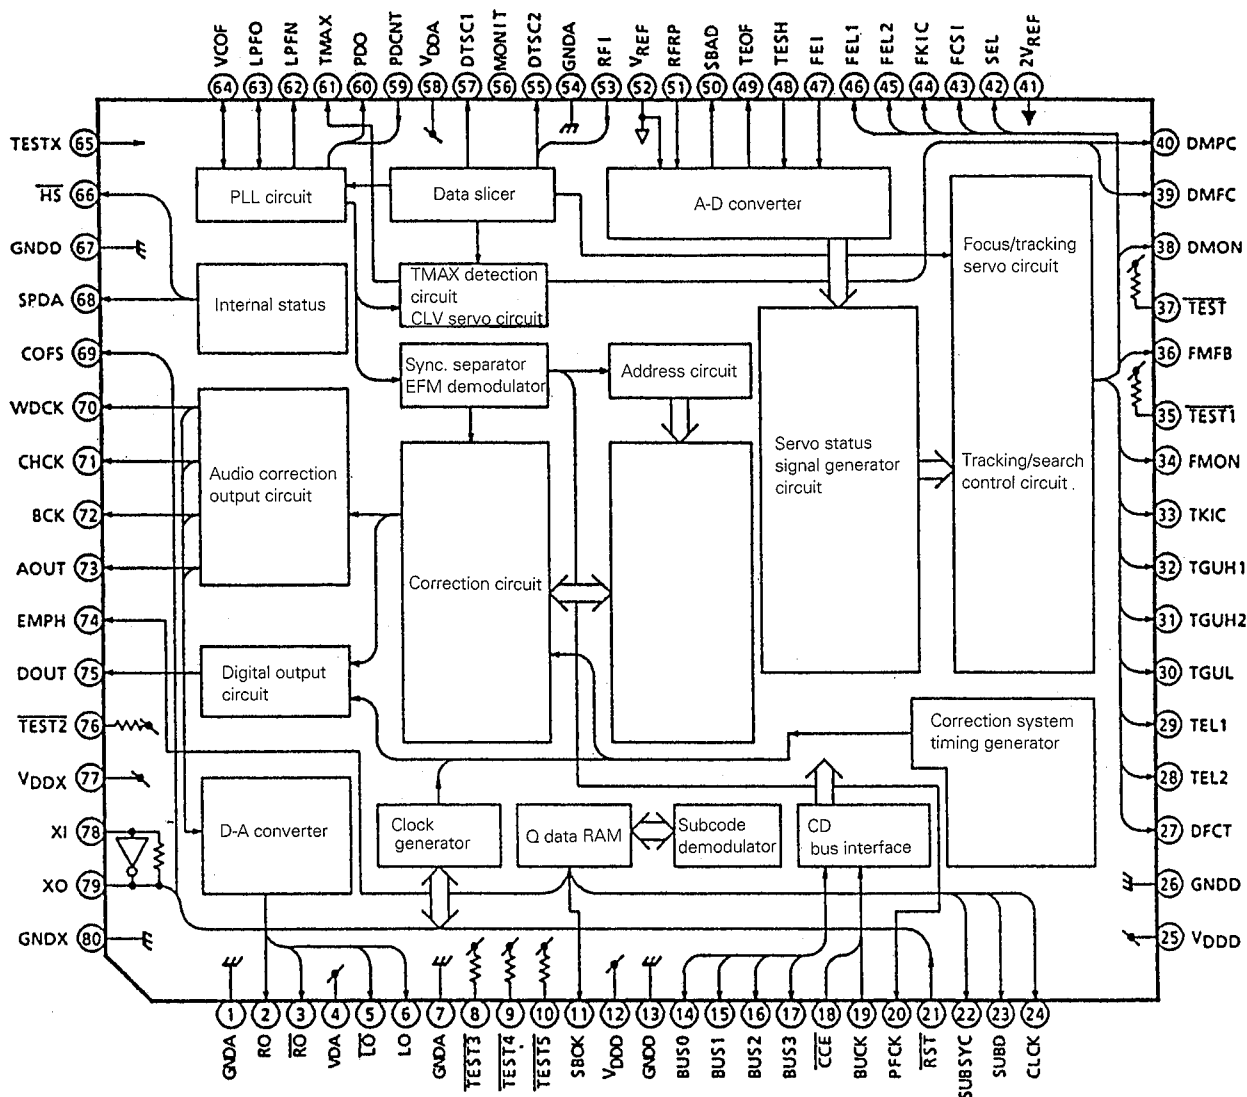 VCOF LPFO LPFN TMAX PDO PDCNT VDDA DTSC1 MONIT DTSC2 GNDA RFI VREF RFRP SBAD TEOF TESH FEI FEL1 FEL2 FKIC FCSI SEL 2VREF
64 63 62 61 60 59 58 57 56 55 54 53 52 51 50 49 48 47 46 45 44 43 42 41
TESTX 65
HS 66
GNDD 67
SPDA 68
COFS 69
WDCK 70
CHCK 71
BCK 72
AOUT 73
EMPH 74
DOUT 75
TEST2 76
VDDX 77
XI 78
XO 79
GNDX 80
PLL circuit
Data slicer
A-D converter
Focus/tracking
servo circuit
Tracking/search
control circuit.
Internal status
TMAX detection
circuit
CLV servo circuit
Sync. separator
EFM demodulator
Address circuit
Audio correction
output circuit
Correction circuit
Servo status
signal generator
circuit
Digital output
circuit
Correction system
timing generator
D-A converter
Clock
generator
Q data RAM
Subcode
demodulator
CD
bus interface
40 DMPC
39 DMFC
38 DMON
37 TEST
36 FMFB
35 TEST1
34 FMON
33 TKIC
32 TGUH1
31 TGUH2
30 TGUL
29 TEL1
28 TEL2
27 DFCT
26 GNDD
25 VDDD
1 2 3 4 5 6 7 8 9 10 11 12 13 14 15 16 17 18 19 20 21 22 23 24
GNDA RO RO VDA LO LO GNDA TEST3 TEST4 TEST5 SBOK VDDD GNDD BUS0 BUS1 BUS2 BUS3 CCE BUCK PFCK RST SUBSYC SUBD CLCK